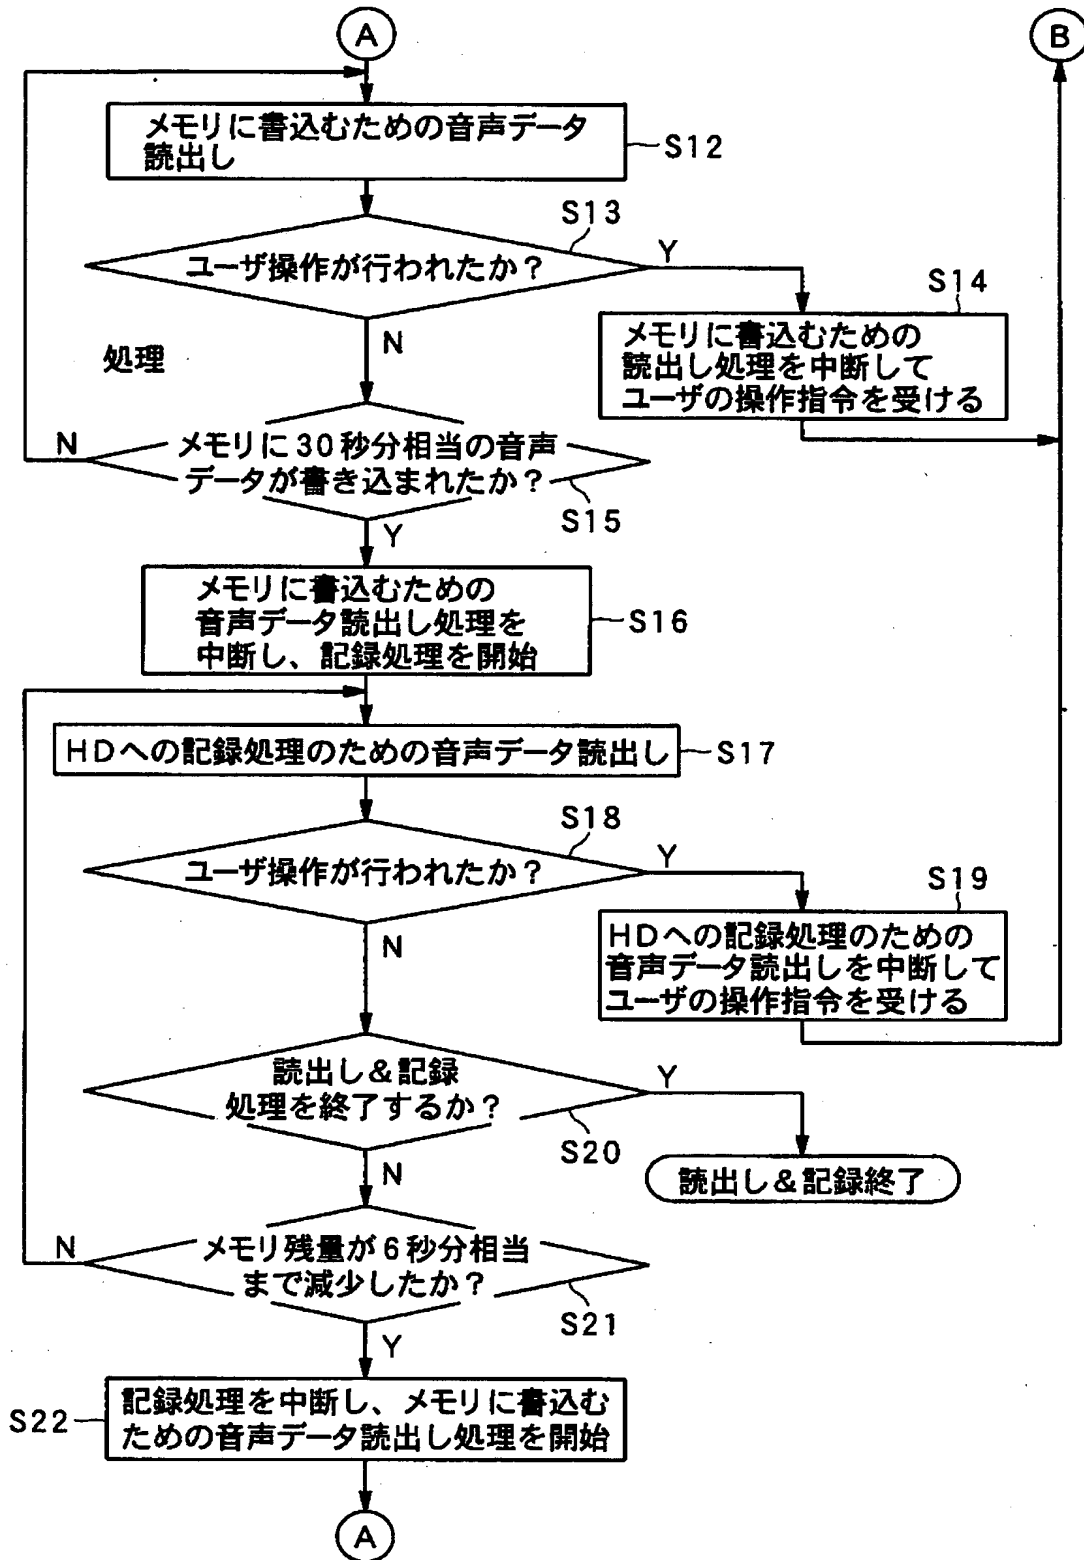 A
B
メモリに書込むための音声データ
読出し
S12
S13
ユーザ操作が行われたか？
Y
N
S14
メモリに書込むための
読出し処理を中断して
ユーザの操作指令を受ける
処理
N
メモリに30秒分相当の音声
データが書き込まれたか？
S15
Y
メモリに書込むための
音声データ読出し処理を
中断し、記録処理を開始
S16
HDへの記録処理のための音声データ読出し
S17
S18
ユーザ操作が行われたか？
Y
N
S19
HDへの記録処理のための
音声データ読出しを中断して
ユーザの操作指令を受ける
読出し＆記録
処理を終了するか？
Y
S20
N
読出し＆記録終了
N
メモリ残量が6秒分相当
まで減少したか？
S21
Y
S22
記録処理を中断し、メモリに書込む
ための音声データ読出し処理を開始
A